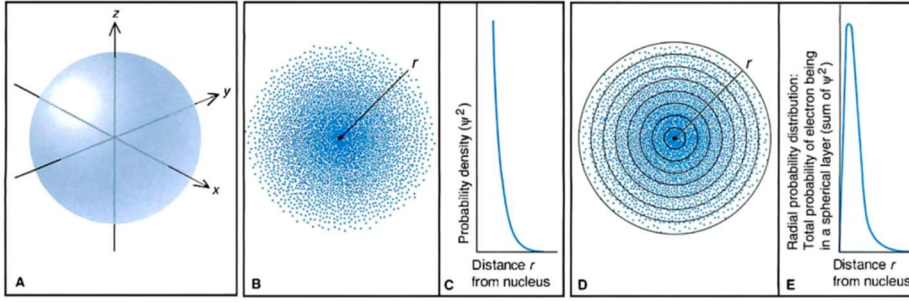 z
y
x
A
r
B
Probability density (ψ²)
Distance r
from nucleus
C
r
D
Radial probability distribution:
Total probability of electron being
in a spherical layer (sum of ψ²)
Distance r
from nucleus
E